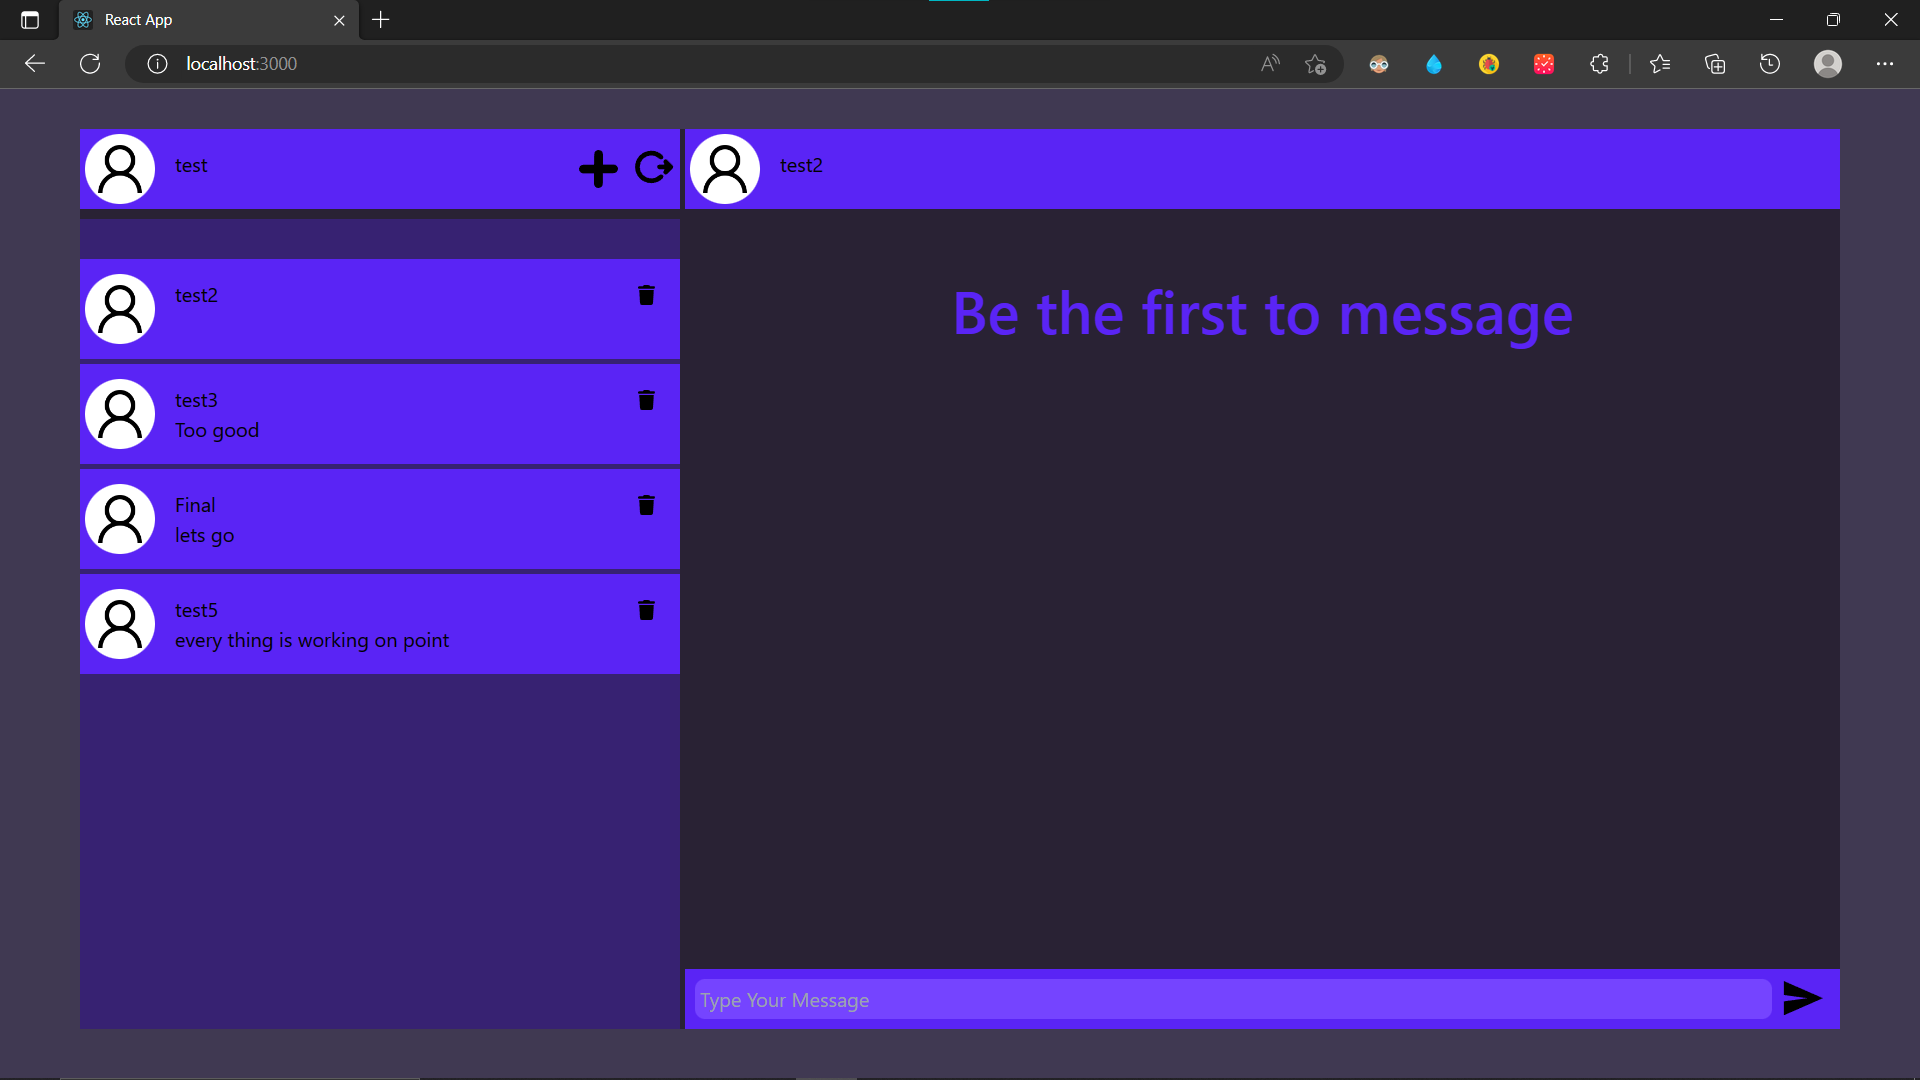 React App
localhost:3000
test
test2
test2
Be the first to message
test3
Too good
Final
lets go
test5
every thing is working on point
Type Your Message